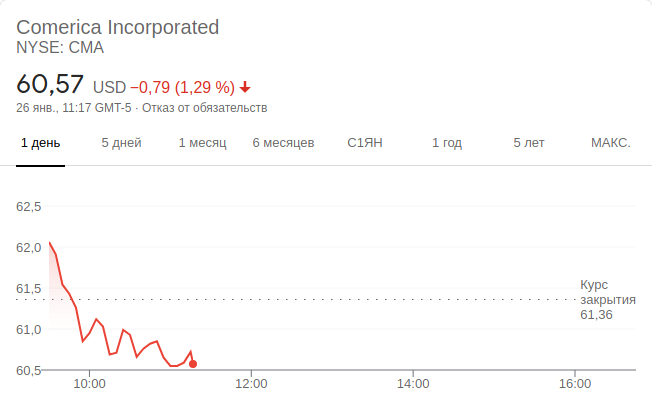 Comerica Incorporated
NYSE: CMA
60,57 USD −0,79 (1,29 %)
26 янв., 11:17 GMT-5 · Отказ от обязательств
1 день 5 дней 1 месяц 6 месяцев С1ЯН 1 год 5 лет МАКС.
62,5
62,0
61,5
Курс
закрытия
61,36
61,0
60,5
10:00 12:00 14:00 16:00